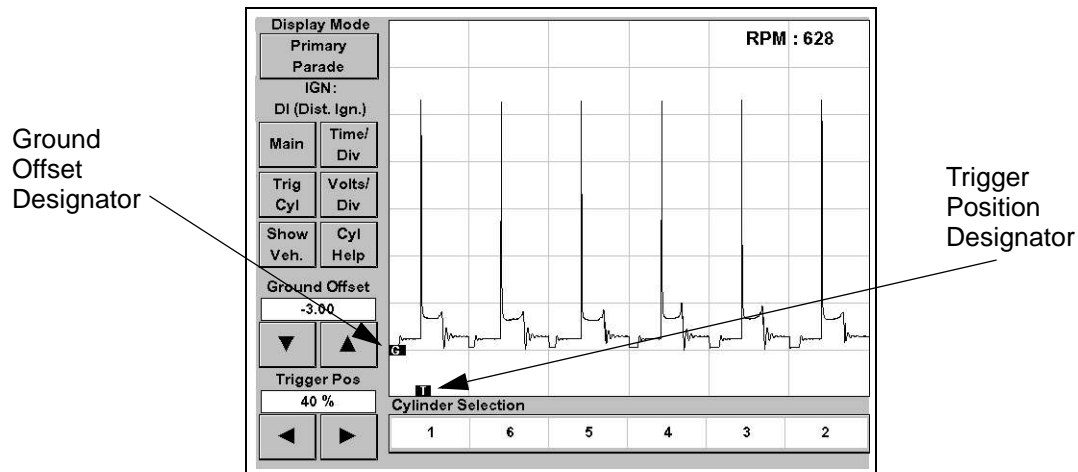 Display Mode
Primary
Parade
IGN:
DI (Dist. Ign.)
Main
Time/
Div
Trig
Cyl
Volts/
Div
Show
Veh.
Cyl
Help
Ground Offset
-3.00
Trigger Pos
40 %
RPM : 628
G
T
Cylinder Selection
1 6 5 4 3 2
Ground
Offset
Designator
Trigger
Position
Designator